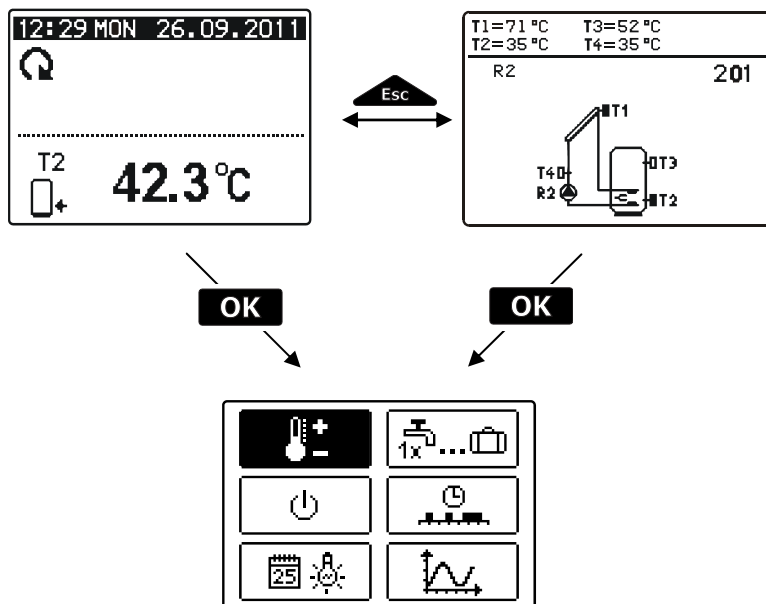 12:29 MON 26.09.2011
T2
42.3°C
Esc
T1=71°C T3=52°C
T2=35°C T4=35°C
R2 201
T1
T4
T3
R2
T2
OK
OK
+
-
1x ...
25